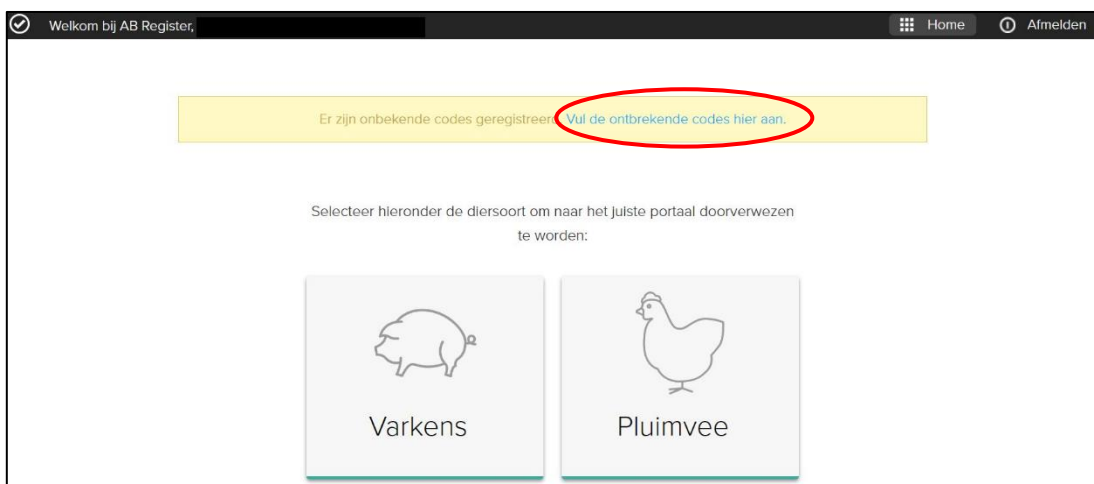 Welkom bij AB Register,
Home
Afmelden
Er zijn onbekende codes geregistreerd. Vul de ontbrekende codes hier aan.
Selecteer hieronder de diersoort om naar het juiste portaal doorverwezen
te worden:
Varkens
Pluimvee